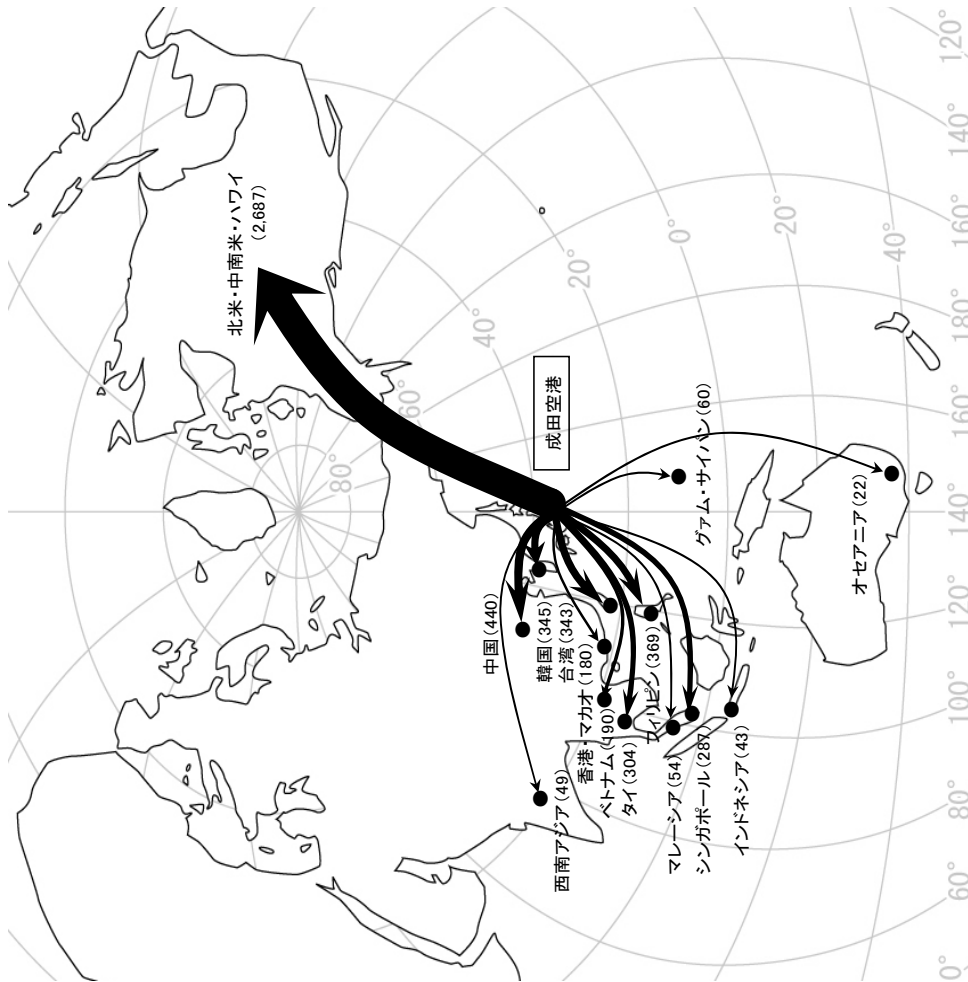 北米・中南米・ハワイ
(2,687)
成田空港
中国(440)
韓国(345)
台湾(343)
香港・マカオ(180)
ベトナム(190)
タイ(304)
フィリピン(369)
マレーシア(54)
シンガポール(287)
インドネシア(43)
西南アジア(49)
グァム・サイパン(60)
オセアニア(22)
80°
60°
40°
20°
0°
20°
40°
120°
140°
160°
180°
160°
140°
120°
100°
80°
60°
0°